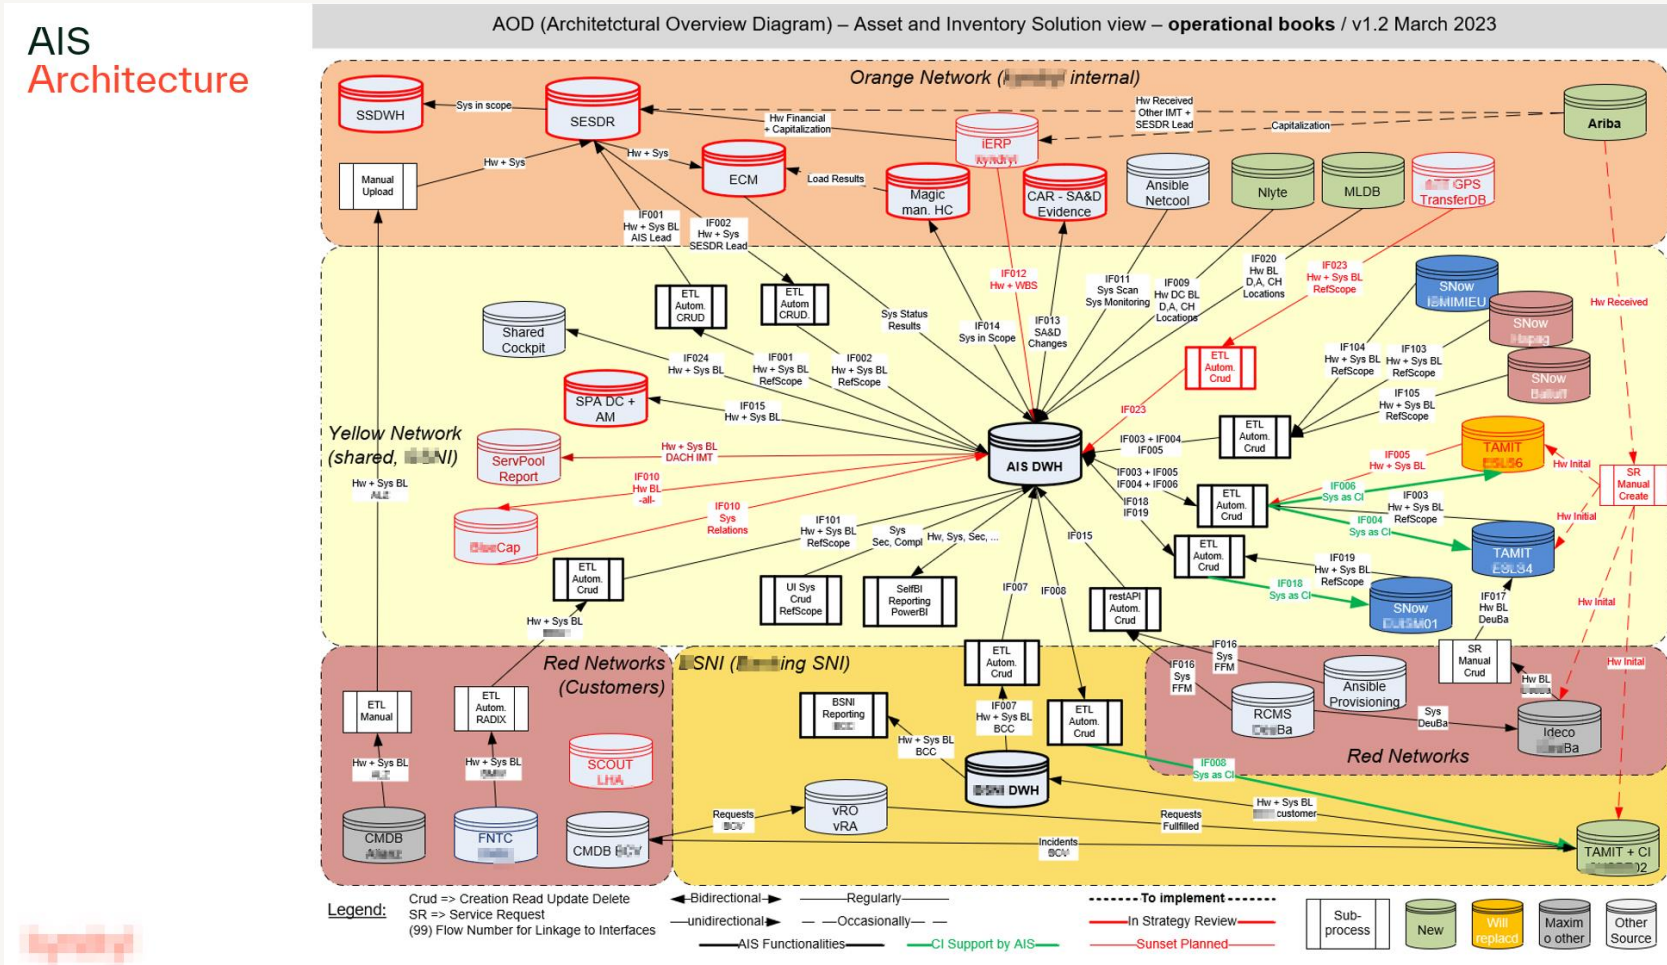 AIS
Architecture
AOD (Architetctural Overview Diagram) – Asset and Inventory Solution view – operational books / v1.2 March 2023
Orange Network ( internal)
SSDWH
Sys in scope
SESDR
Hw Financial
+ Capitalization
iERP
Hw Received
Other IMT +
SESDR Lead
Capitalization
Ariba
Manual
Upload
Hw + Sys
Hw + Sys
ECM
Load Results
Magic
man. HC
CAR - SA&D
Evidence
Ansible
Netcool
Nlyte
MLDB
GPS
TransferDB
IF001
Hw + Sys BL
AIS Lead
IF002
Hw + Sys
SESDR Lead
Yellow Network
(shared, NI)
ETL
Autom.
CRUD
ETL
Autom
CRUD.
Shared
Cockpit
Sys Status
Results
IF012
Hw + WBS
IF014
Sys in Scope
IF013
SA&D
Changes
IF011
Sys Scan
Sys Monitoring
IF009
Hw DC BL
D,A, CH
Locations
IF020
Hw BL
D,A, CH
Locations
IF023
Hw + Sys BL
RefScope
SNow
SNow
SNow
Hw Received
IF024
Hw + Sys BL
IF001
Hw + Sys BL
RefScope
IF002
Hw + Sys BL
RefScope
ETL
Autom.
Crud
IF104
Hw + Sys BL
RefScope
IF103
Hw + Sys BL
RefScope
IF105
Hw + Sys BL
RefScope
SPA DC +
AM
IF015
Hw + Sys BL
IF023
ETL
Autom.
Crud
IF003 + IF004
IF005
AIS DWH
ServPool
Report
Hw + Sys BL
DACH IMT
IF010
Hw BL
-all-
IF010
Sys
Relations
Cap
Hw + Sys BL
IF003 + IF005
IF004 + IF006
IF018
IF019
ETL
Autom.
Crud
IF005
Hw + Sys BL
IF006
Sys as CI
IF003
Hw + Sys BL
RefScope
IF004
Sys as CI
TAMIT
Hw Inital
SR
Manual
Create
Hw Initial
TAMIT
ETL
Autom.
Crud
IF019
Hw + Sys BL
RefScope
IF018
Sys as CI
SNow
IF017
Hw BL
DeuBa
Hw Inital
Hw Inital
IF101
Hw + Sys BL
RefScope
Sys
Sec, Compl
Hw, Sys, Sec, ...
IF015
IF007
IF008
ETL
Autom.
Crud
Hw + Sys BL
UI Sys
Crud
RefScope
SelfBI
Reporting
PowerBI
restAPI
Autom.
Crud
Red Networks
(Customers)
SNI ( ing SNI)
ETL
Manual
ETL
Autom.
RADIX
Hw + Sys BL
Hw + Sys BL
SCOUT
CMDB
FNTC
CMDB
BSNI
Reporting
ETL
Autom.
Crud
IF007
Hw + Sys BL
BCC
ETL
Autom.
Crud
Hw + Sys BL
BCC
DWH
Requests
vRO
vRA
Requests
Fullfilled
Incidents
Hw + Sys BL
customer
IF008
Sys as CI
IF016
Sys
FFM
IF016
Sys
FFM
RCMS
Ba
Ansible
Provisioning
SR
Manual
Crud
Hw BL
Sys
DeuBa
Ideco
Ba
Red Networks
TAMIT + CI
02
Legend:
Crud => Creation Read Update Delete
SR => Service Request
(99) Flow Number for Linkage to Interfaces
Bidirectional
unidirectional
AIS Functionalities
Regularly
Occasionally
CI Support by AIS
To implement
In Strategy Review
Sunset Planned
Sub-
process
New
Will
replacd
Maxim
o other
Other
Source